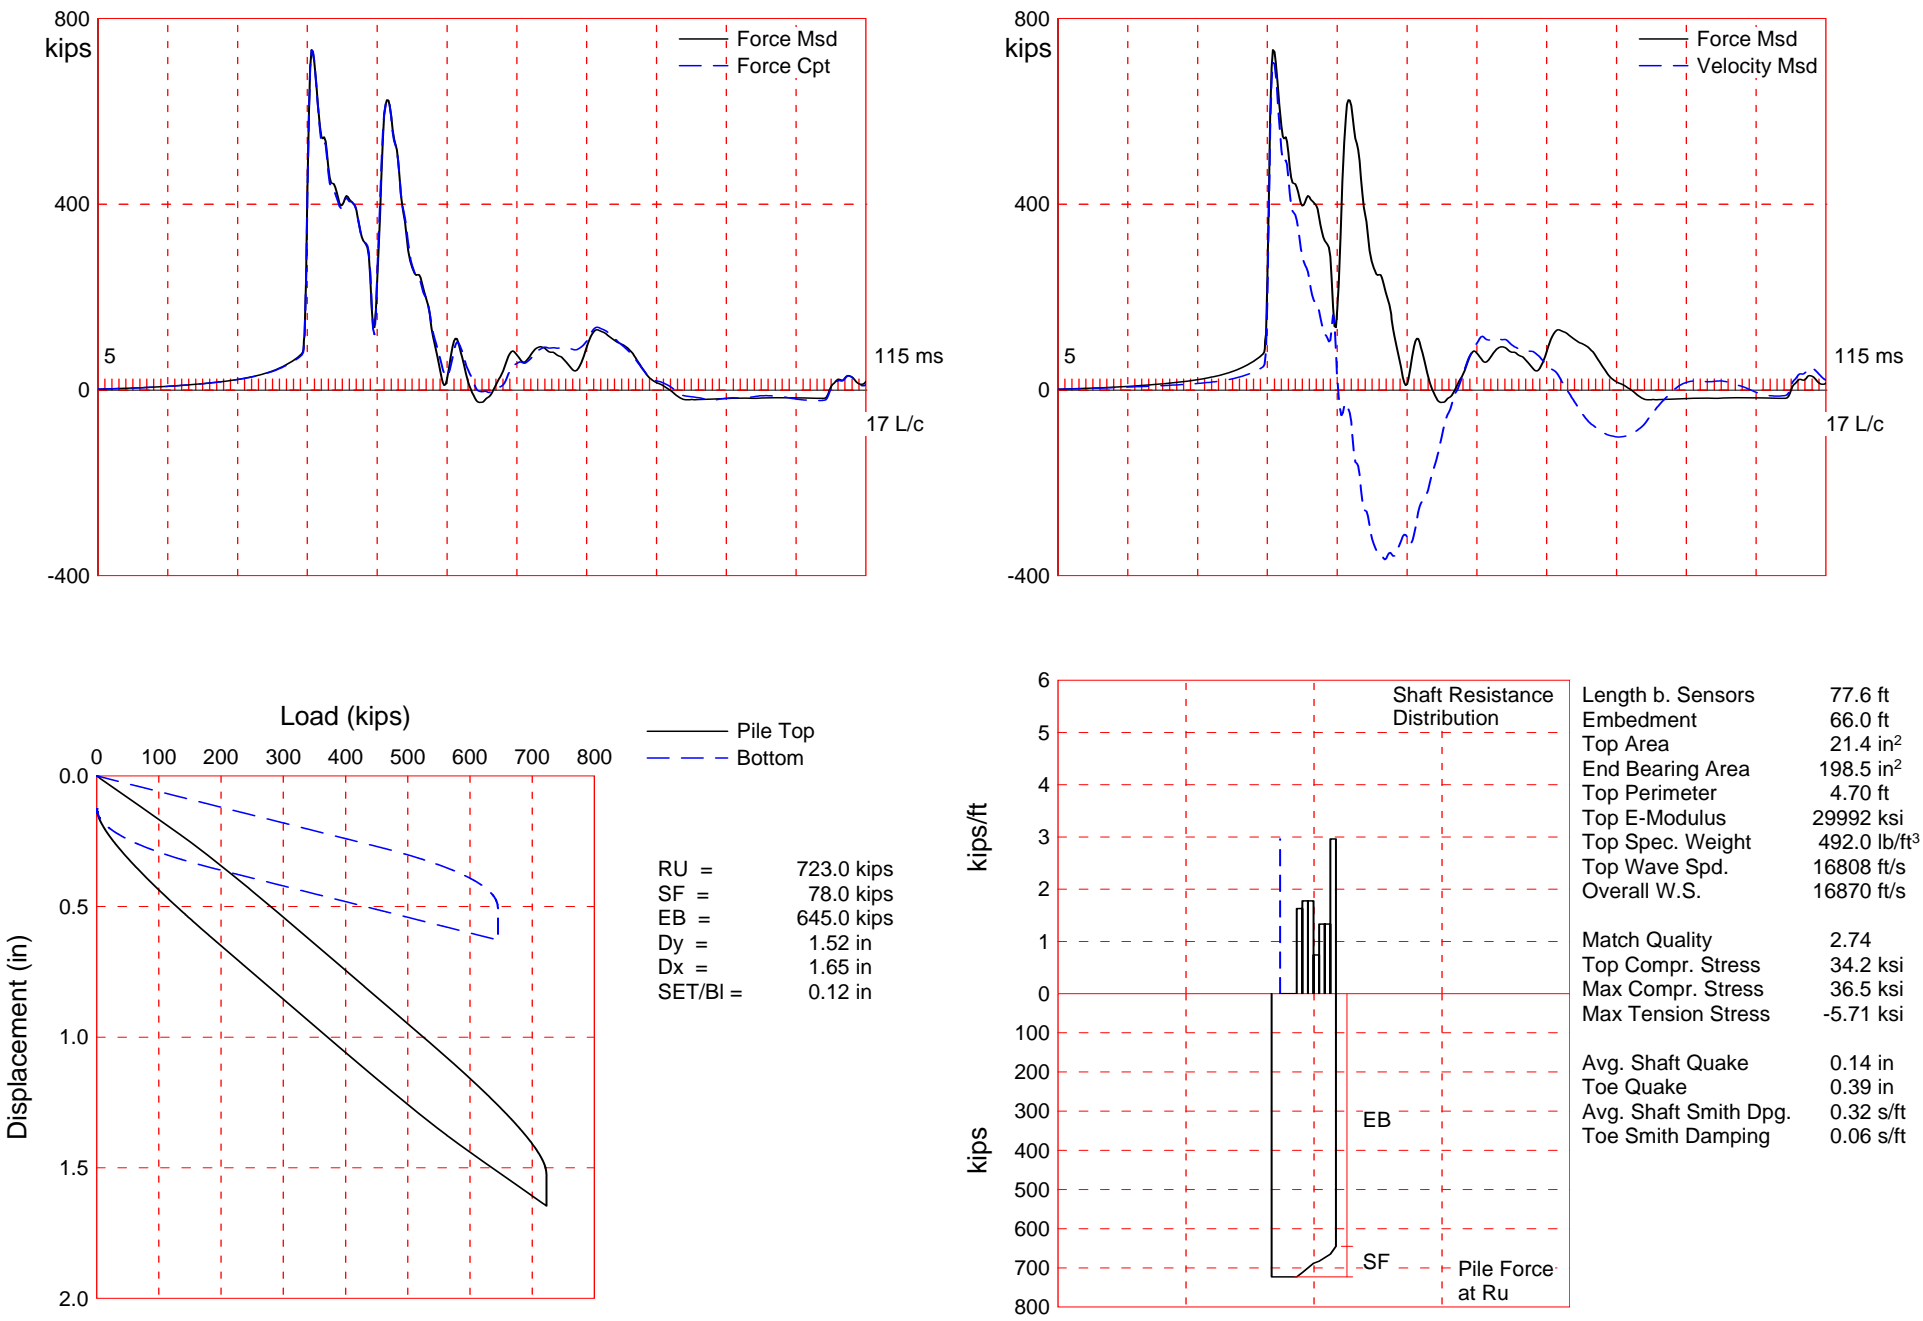 800
kips
400
0
-400
Force Msd
Force Cpt
5
115 ms
17 L/c
800
kips
400
0
-400
Force Msd
Velocity Msd
5
115 ms
17 L/c
Load (kips)
0 100 200 300 400 500 600 700 800
0.0
0.5
1.0
1.5
2.0
Displacement (in)
Pile Top
Bottom
RU = 723.0 kips
SF = 78.0 kips
EB = 645.0 kips
Dy = 1.52 in
Dx = 1.65 in
SET/Bl = 0.12 in
6
5
4
3
2
1
0
100
200
300
400
500
600
700
800
kips/ft
kips
Shaft Resistance
Distribution
EB
SF
Pile Force
at Ru
Length b. Sensors 77.6 ft
Embedment 66.0 ft
Top Area 21.4 in²
End Bearing Area 198.5 in²
Top Perimeter 4.70 ft
Top E-Modulus 29992 ksi
Top Spec. Weight 492.0 lb/ft³
Top Wave Spd. 16808 ft/s
Overall W.S. 16870 ft/s
Match Quality 2.74
Top Compr. Stress 34.2 ksi
Max Compr. Stress 36.5 ksi
Max Tension Stress -5.71 ksi
Avg. Shaft Quake 0.14 in
Toe Quake 0.39 in
Avg. Shaft Smith Dpg. 0.32 s/ft
Toe Smith Damping 0.06 s/ft